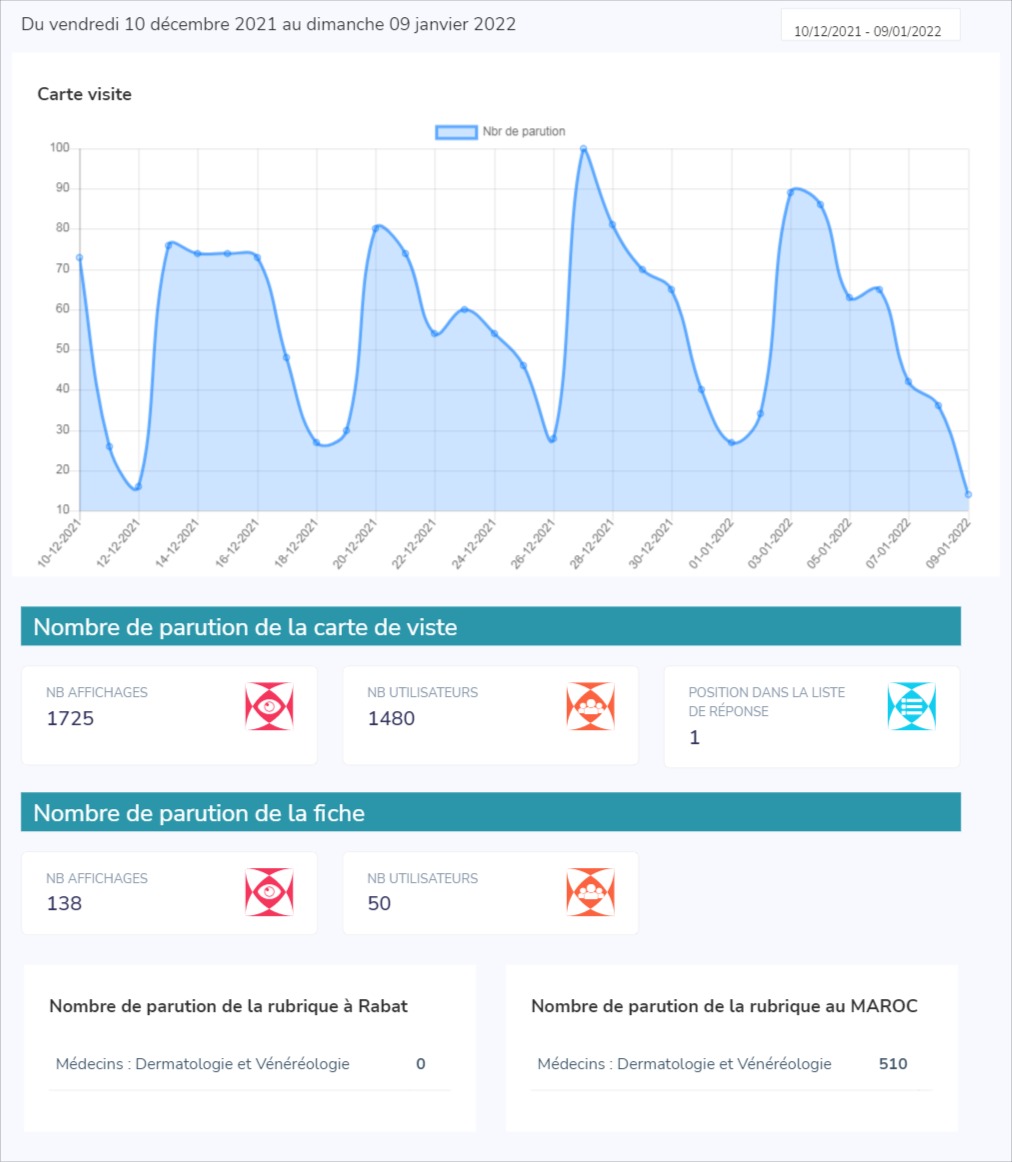 Du vendredi 10 décembre 2021 au dimanche 09 janvier 2022
10/12/2021 - 09/01/2022
Carte visite
Nbr de parution
100
90
80
70
60
50
40
30
20
10
10-12-2021
12-12-2021
14-12-2021
16-12-2021
18-12-2021
20-12-2021
22-12-2021
24-12-2021
26-12-2021
28-12-2021
30-12-2021
01-01-2022
03-01-2022
05-01-2022
07-01-2022
09-01-2022
Nombre de parution de la carte de viste
NB AFFICHAGES
1725
NB UTILISATEURS
1480
POSITION DANS LA LISTE
DE RÉPONSE
1
Nombre de parution de la fiche
NB AFFICHAGES
138
NB UTILISATEURS
50
Nombre de parution de la rubrique à Rabat
Médecins : Dermatologie et Vénéréologie 0
Nombre de parution de la rubrique au MAROC
Médecins : Dermatologie et Vénéréologie 510